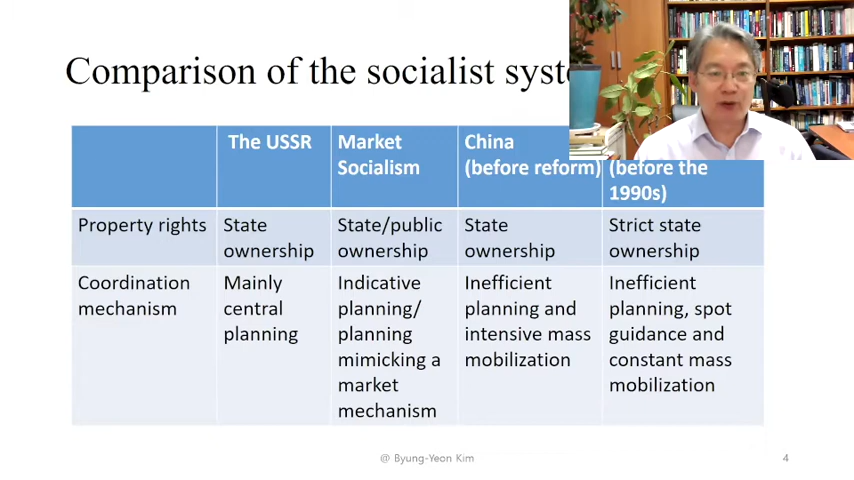 Comparison of the socialist syste
The USSR
Market
Socialism
China
(before reform)
(before the
1990s)
Property rights
State
ownership
State/public
ownership
State
ownership
Strict state
ownership
Coordination
mechanism
Mainly
central
planning
Indicative
planning/
planning
mimicking a
market
mechanism
Inefficient
planning and
intensive mass
mobilization
Inefficient
planning, spot
guidance and
constant mass
mobilization
@ Byung-Yeon Kim
4